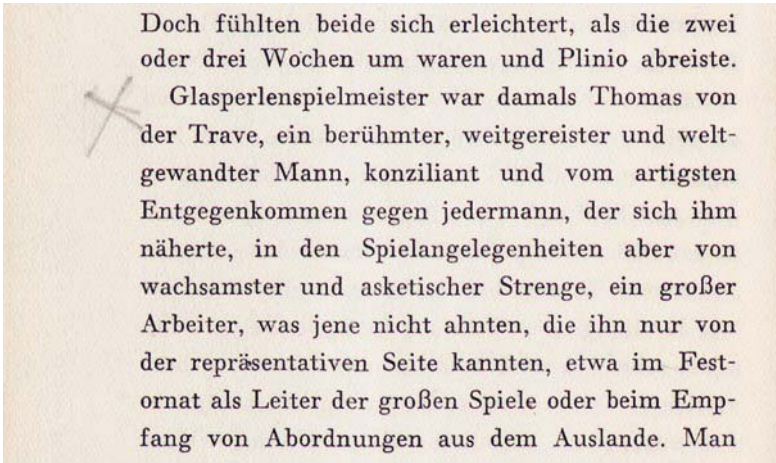 Doch fühlten beide sich erleichtert, als die zwei
oder drei Wochen um waren und Plinio abreiste.
Glasperlenspielmeister war damals Thomas von
der Trave, ein berühmter, weitgereister und welt-
gewandter Mann, konziliant und vom artigsten
Entgegenkommen gegen jedermann, der sich ihm
näherte, in den Spielangelegenheiten aber von
wachsamster und asketischer Strenge, ein großer
Arbeiter, was jene nicht ahnten, die ihn nur von
der repräsentativen Seite kannten, etwa im Fest-
ornat als Leiter der großen Spiele oder beim Emp-
fang von Abordnungen aus dem Auslande. Man